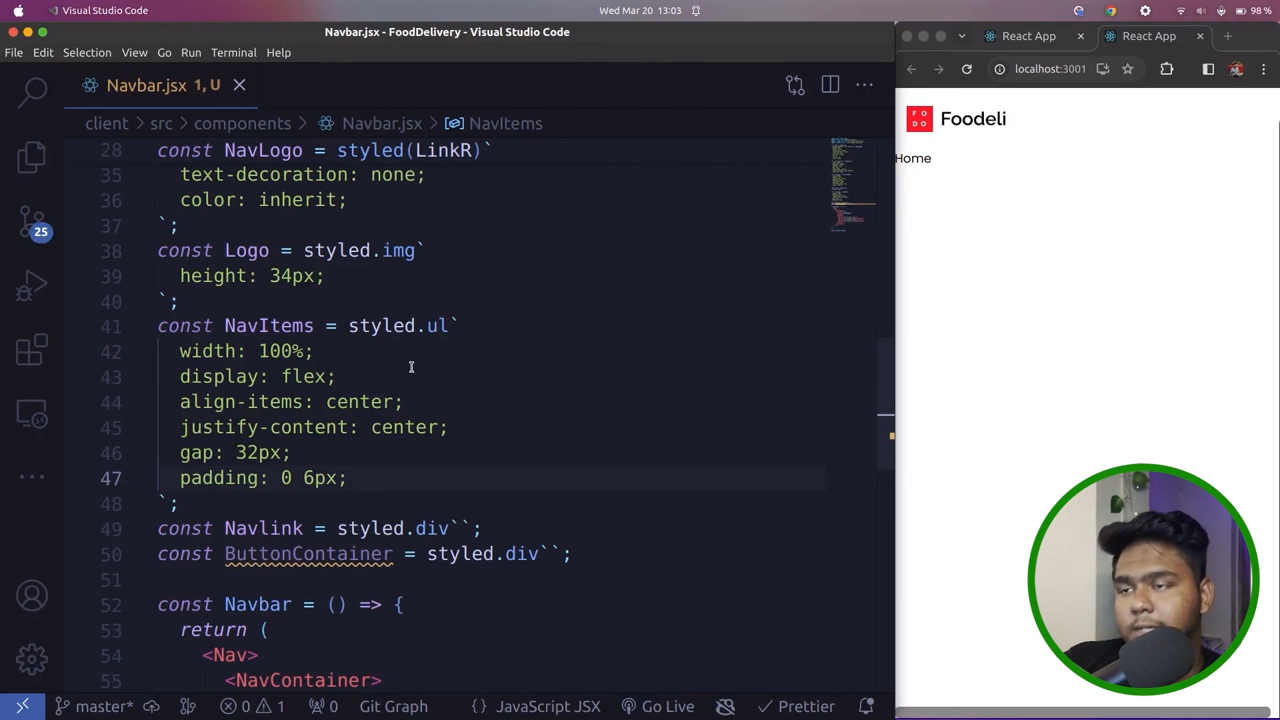 Visual Studio Code
Wed Mar 20 13:03
98 %
Navbar.jsx - FoodDelivery - Visual Studio Code
File Edit Selection View Go Run Terminal Help
Navbar.jsx 1, U
React App
React App
localhost:3001
client › src › › Navbar.jsx ›
28 const NavLogo = styled(LinkR)`
35 text-decoration: none;
36 color: inherit;
37 `;
38 const Logo = styled.img`
39 height: 34px;
40 `;
41 const NavItems = styled.ul`
42 width: 100%;
43 display: flex;
44 align-items: center;
45 justify-content: center;
46 gap: 32px;
47 padding: 0 6px;
48 `;
49 const Navlink = styled.div``;
50 const ButtonContainer = styled.div``;
51
52 const Navbar = () => {
53 return (
54 <Nav>
55 <NavContainer>
25
FO
DO
Foodeli
Home
master* 0 1 0 Git Graph {} JavaScript JSX Go Live Prettier